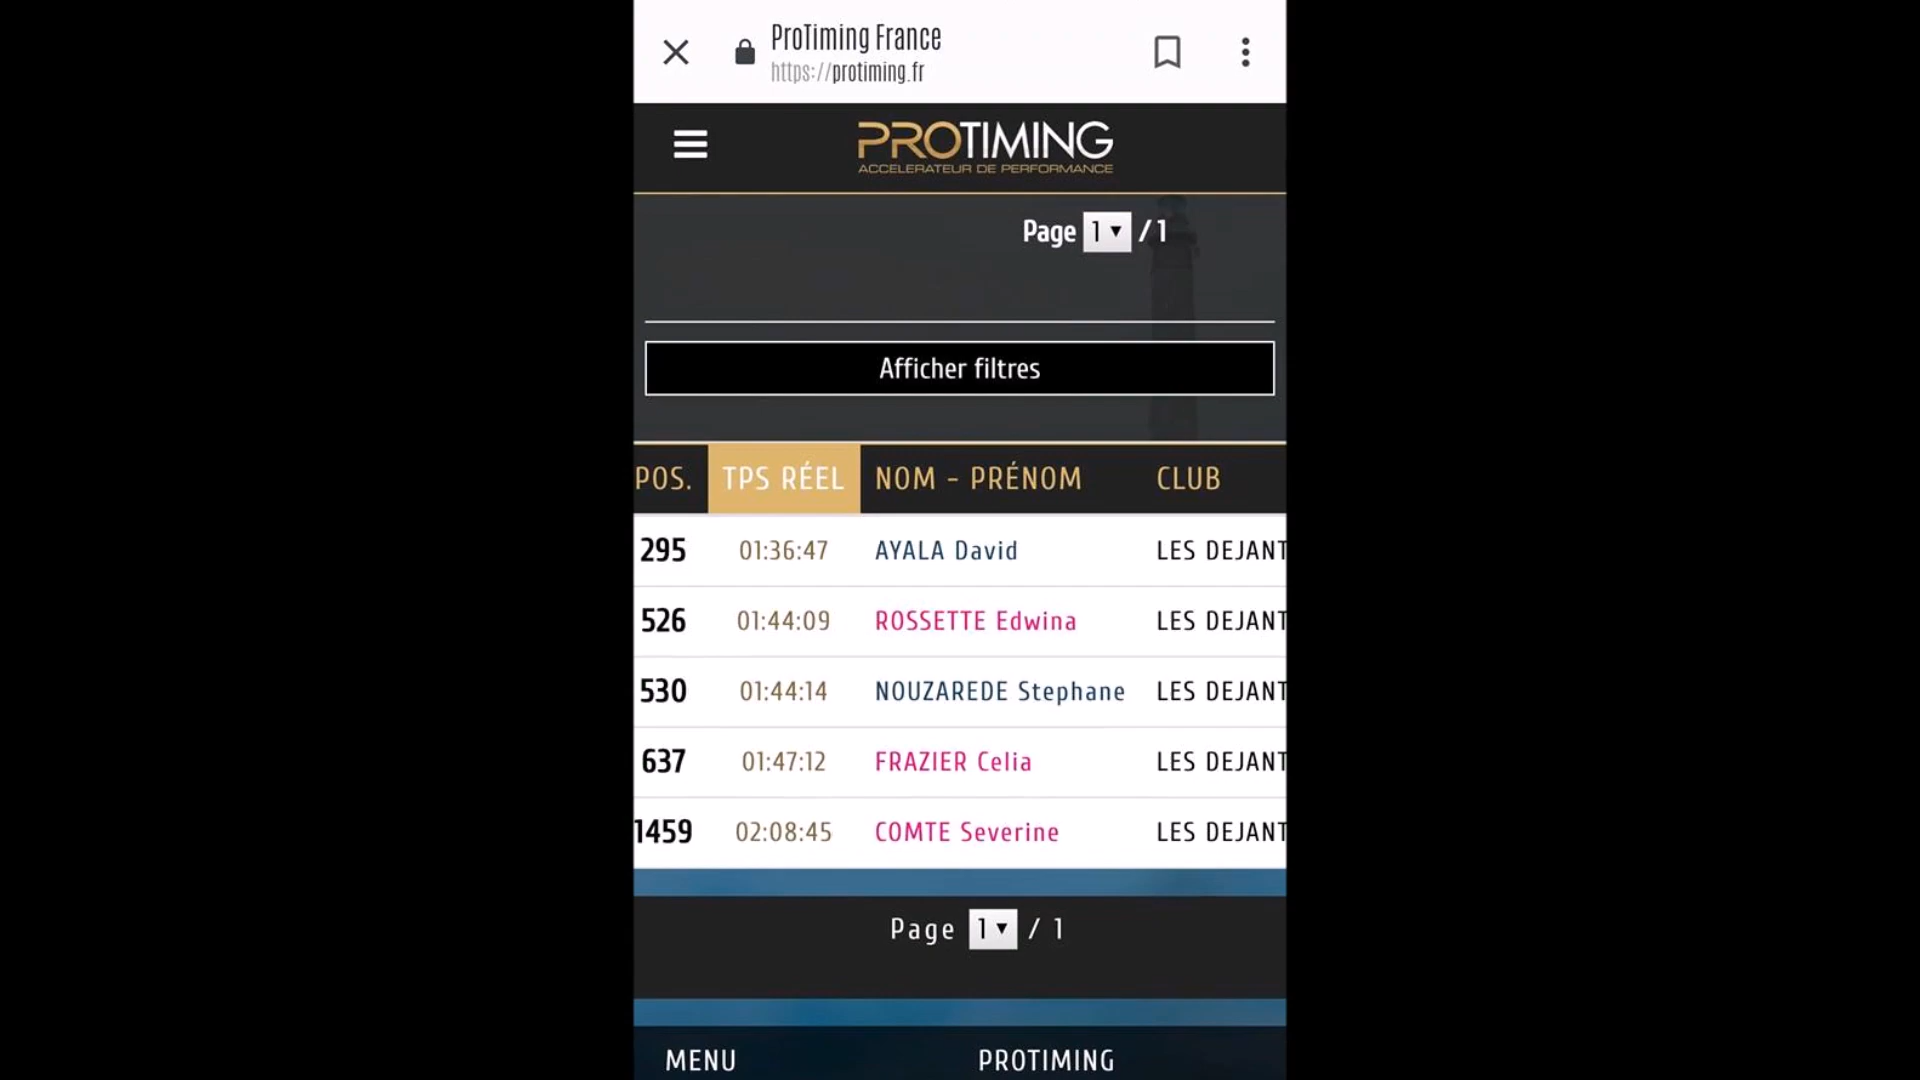 ProTiming France
https://protiming.fr
PROTIMING
ACCELERATEUR DE PERFORMANCE
Page 1 / 1
Afficher filtres
POS. TPS RÉEL NOM - PRÉNOM CLUB
295 01:36:47 AYALA David LES DEJANT
526 01:44:09 ROSSETTE Edwina LES DEJANT
530 01:44:14 NOUZAREDE Stephane LES DEJANT
637 01:47:12 FRAZIER Celia LES DEJANT
1459 02:08:45 COMTE Severine LES DEJANT
Page 1 / 1
MENU PROTIMING